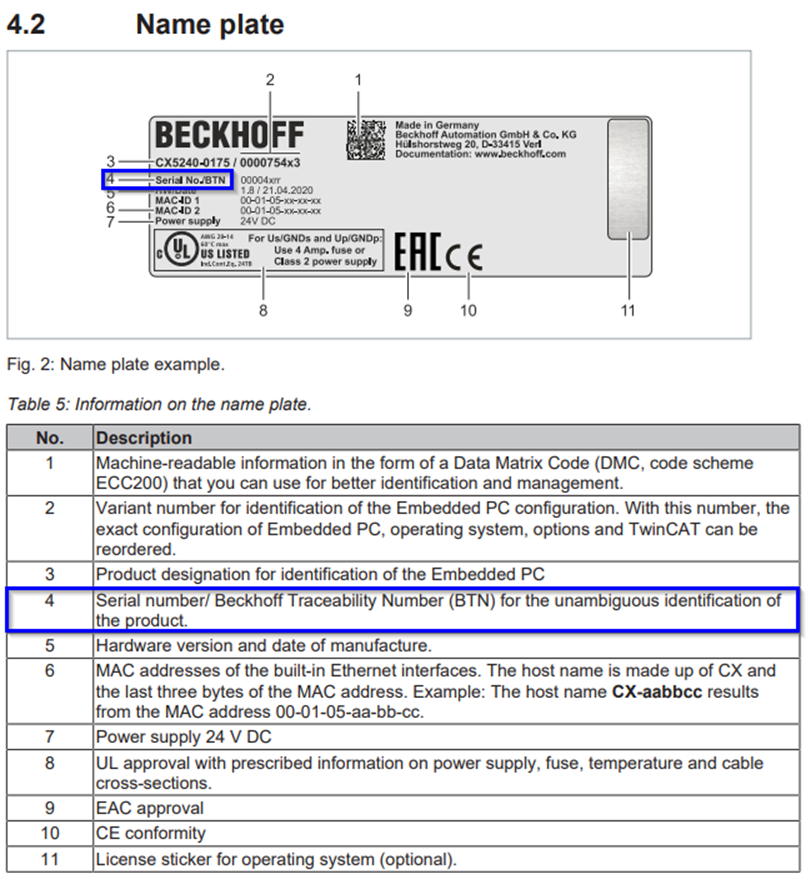 4.2 Name plate
2 1
BECKHOFF
Made in Germany
Beckhoff Automation GmbH & Co. KG
Hülshorstweg 20, D-33415 Verl
Documentation: www.beckhoff.com
3 CX5240-0175 / 0000754x3
4 Serial No./BTN 00004xrr
5 HW/Date 1.8 / 21.04.2020
6 MAC-ID 1 00-01-05-xx-xx-xx
MAC-ID 2 00-01-05-xx-xx-xx
7 Power supply 24V DC
C UL US LISTED
AWG 28-14
60°C max
Ind.Cont.Eq. 24TB
For Us/GNDs and Up/GNDp:
Use 4 Amp. fuse or
Class 2 power supply
EAC CE
8 9 10 11
Fig. 2: Name plate example.
Table 5: Information on the name plate.
No. Description
1 Machine-readable information in the form of a Data Matrix Code (DMC, code scheme
ECC200) that you can use for better identification and management.
2 Variant number for identification of the Embedded PC configuration. With this number, the
exact configuration of Embedded PC, operating system, options and TwinCAT can be
reordered.
3 Product designation for identification of the Embedded PC
4 Serial number/ Beckhoff Traceability Number (BTN) for the unambiguous identification of
the product.
5 Hardware version and date of manufacture.
6 MAC addresses of the built-in Ethernet interfaces. The host name is made up of CX and
the last three bytes of the MAC address. Example: The host name CX-aabbcc results
from the MAC address 00-01-05-aa-bb-cc.
7 Power supply 24 V DC
8 UL approval with prescribed information on power supply, fuse, temperature and cable
cross-sections.
9 EAC approval
10 CE conformity
11 License sticker for operating system (optional).